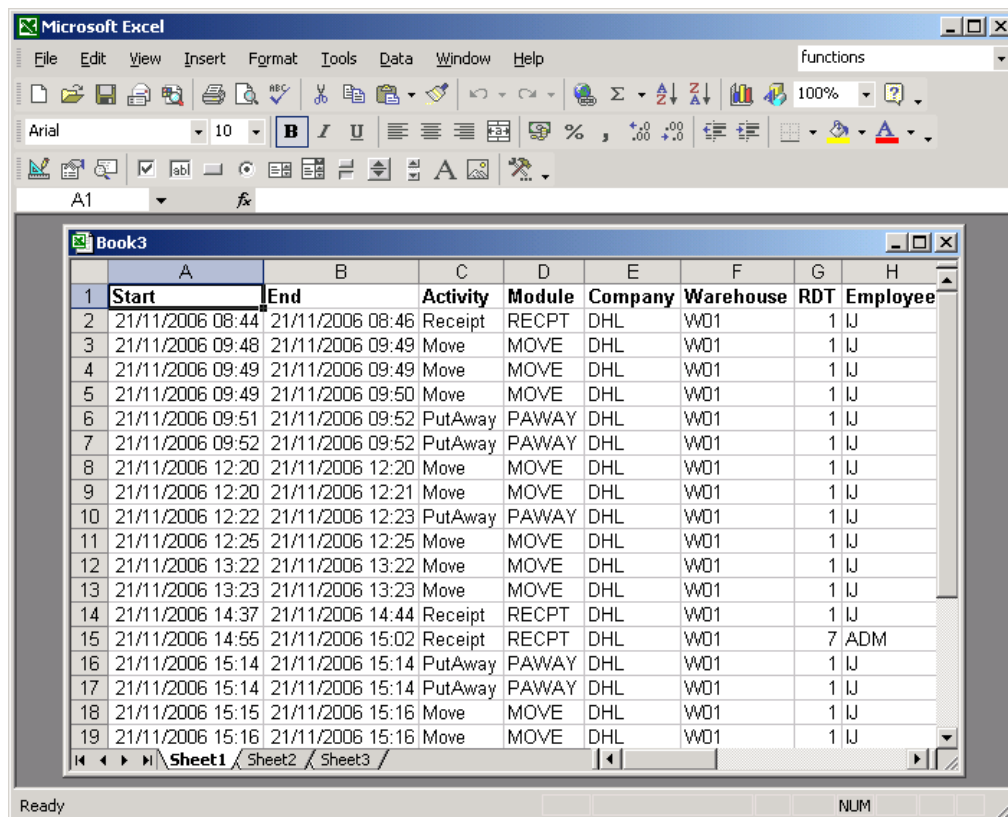 Microsoft Excel
File Edit View Insert Format Tools Data Window Help functions
ABC Σ A Z Z A 100% ?
Arial 10 B I U % , .0 .00 .00 .0 A
abl A
A1 fx
Book3
A B C D E F G H
1 Start End Activity Module Company Warehouse RDT Employee
2 21/11/2006 08:44 21/11/2006 08:46 Receipt RECPT DHL W01 1 IJ
3 21/11/2006 09:48 21/11/2006 09:49 Move MOVE DHL W01 1 IJ
4 21/11/2006 09:49 21/11/2006 09:49 Move MOVE DHL W01 1 IJ
5 21/11/2006 09:49 21/11/2006 09:50 Move MOVE DHL W01 1 IJ
6 21/11/2006 09:51 21/11/2006 09:52 PutAway PAWAY DHL W01 1 IJ
7 21/11/2006 09:52 21/11/2006 09:52 PutAway PAWAY DHL W01 1 IJ
8 21/11/2006 12:20 21/11/2006 12:20 Move MOVE DHL W01 1 IJ
9 21/11/2006 12:20 21/11/2006 12:21 Move MOVE DHL W01 1 IJ
10 21/11/2006 12:22 21/11/2006 12:23 PutAway PAWAY DHL W01 1 IJ
11 21/11/2006 12:25 21/11/2006 12:25 Move MOVE DHL W01 1 IJ
12 21/11/2006 13:22 21/11/2006 13:22 Move MOVE DHL W01 1 IJ
13 21/11/2006 13:23 21/11/2006 13:23 Move MOVE DHL W01 1 IJ
14 21/11/2006 14:37 21/11/2006 14:44 Receipt RECPT DHL W01 1 IJ
15 21/11/2006 14:55 21/11/2006 15:02 Receipt RECPT DHL W01 7 ADM
16 21/11/2006 15:14 21/11/2006 15:14 PutAway PAWAY DHL W01 1 IJ
17 21/11/2006 15:14 21/11/2006 15:14 PutAway PAWAY DHL W01 1 IJ
18 21/11/2006 15:15 21/11/2006 15:16 Move MOVE DHL W01 1 IJ
19 21/11/2006 15:16 21/11/2006 15:16 Move MOVE DHL W01 1 IJ
Sheet1 Sheet2 Sheet3
Ready NUM